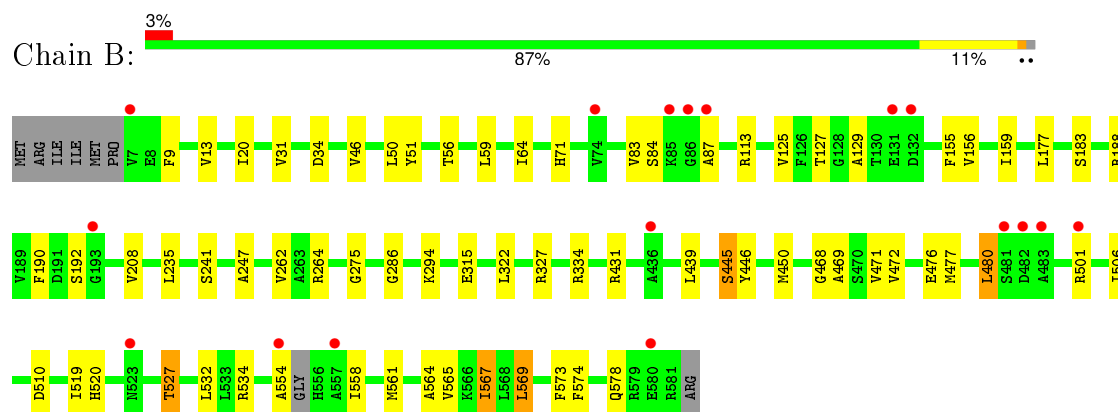 3%
Chain B:
87% 11% ••
MET ARG ILE ILE MET PRO V7 E8 F9 V13 I20 V31 D34 V46 L50 Y51 T56 L59 I64 H71 V74 V83 S84 K85 G86 A87 R113 V125 F126 T127 G128 A129 T130 E131 D132 F155 V156 I159 L177 S183
V189 F190 D191 S192 G193 V208 L235 S241 A247 V262 A263 R264 G275 G286 K294 E315 L322 R327 R334 R431 A436 L439 S445 Y446 M450 G468 A469 S470 V471 V472 E476 M477 L480 S481 D482 A483 R501
D510 I519 H520 N523 T527 L532 L533 R534 A554 GLY H556 A557 I558 M561 A564 V565 K566 I567 L568 L569 F573 F574 Q578 R579 E580 R581 ARG